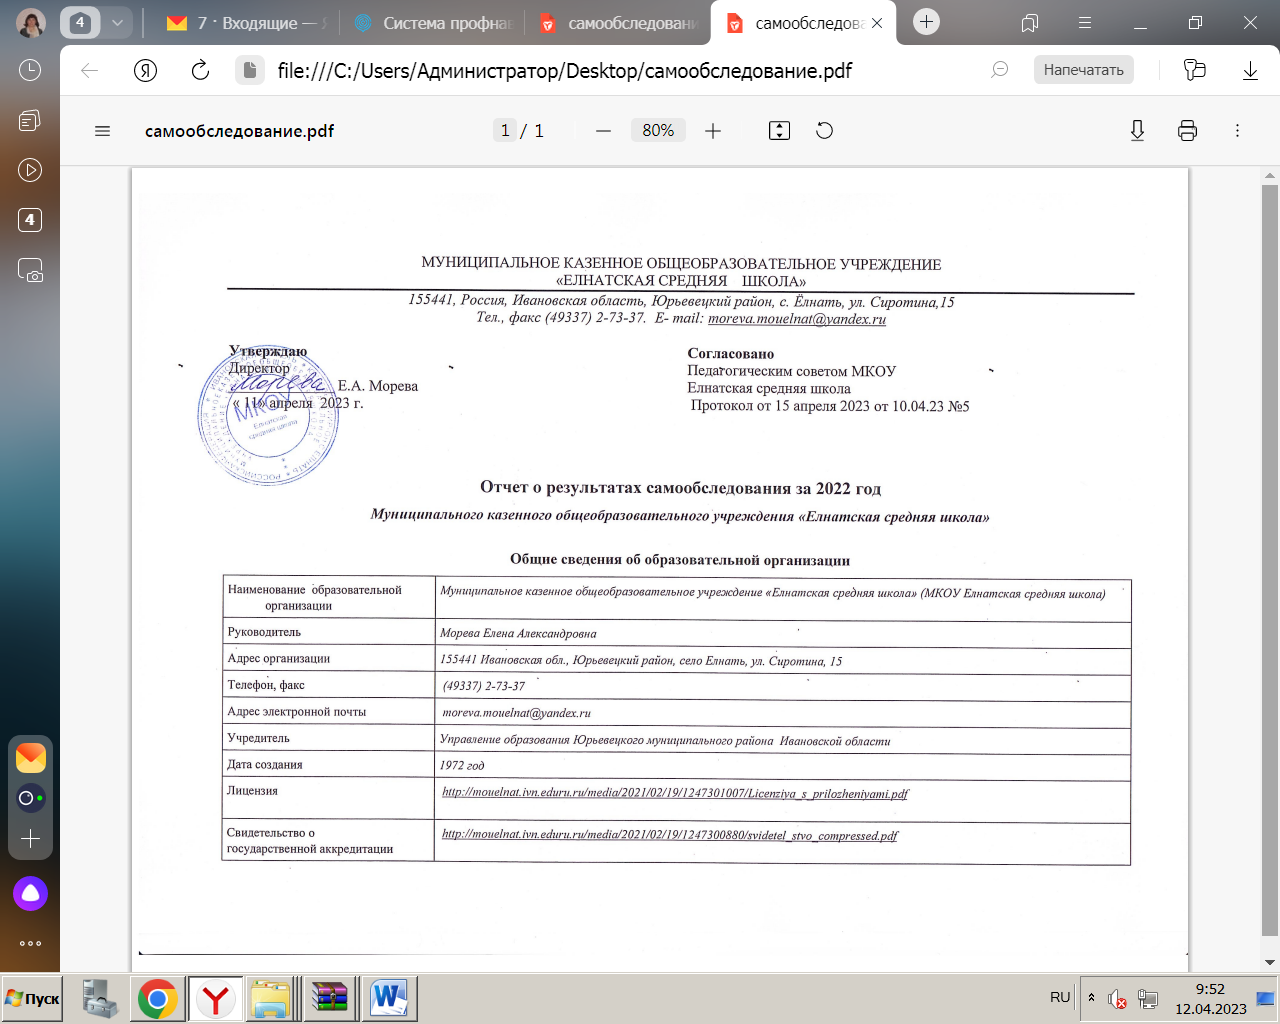 4
7 · Входящие — Я
Система профнав
самообследовани
самообследова
file:///C:/Users/Администратор/Desktop/самообследование.pdf
Напечатать
самообследование.pdf
1 / 1
80%
4
МУНИЦИПАЛЬНОЕ КАЗЕННОЕ ОБЩЕОБРАЗОВАТЕЛЬНОЕ УЧРЕЖДЕНИЕ
«ЕЛНАТСКАЯ СРЕДНЯЯ ШКОЛА»
155441, Россия, Ивановская область, Юрьевецкий район, с. Ёлнать, ул. Сиротина,15
Тел., факс (49337) 2-73-37. E- mail: moreva.mouelnat@yandex.ru
Утверждаю
Директор
Е.А. Морева
« 11» апреля 2023 г.
МКОУ
Елнатская
средняя школа
Согласовано
Педагогическим советом МКОУ
Елнатская средняя школа
Протокол от 15 апреля 2023 от 10.04.23 №5
Отчет о результатах самообследования за 2022 год
Муниципального казенного общеобразовательного учреждения «Елнатская средняя школа»
Общие сведения об образовательной организации
Наименование образовательной
организации
Муниципальное казенное общеобразовательное учреждение «Елнатская средняя школа» (МКОУ Елнатская средняя школа)
Руководитель
Морева Елена Александровна
Адрес организации
155441 Ивановская обл., Юрьевецкий район, село Елнать, ул. Сиротина, 15
Телефон, факс
(49337) 2-73-37
Адрес электронной почты
moreva.mouelnat@yandex.ru
Учредитель
Управление образования Юрьевецкого муниципального района Ивановской области
Дата создания
1972 год
Лицензия
http://mouelnat.ivn.eduru.ru/media/2021/02/19/1247301007/Licenziya_s_prilozheniyami.pdf
Свидетельство о
государственной аккредитации
http://mouelnat.ivn.eduru.ru/media/2021/02/19/1247300880/svidetel_stvo_compressed.pdf
Пуск
RU
9:52
12.04.2023